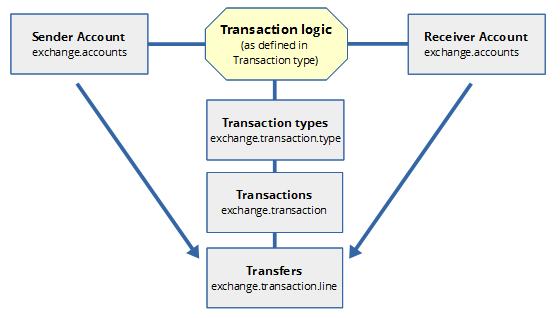 Sender Account
exchange.accounts
Transaction logic
(as defined in
Transaction type)
Receiver Account
exchange.accounts
Transaction types
exchange.transaction.type
Transactions
exchange.transaction
Transfers
exchange.transaction.line